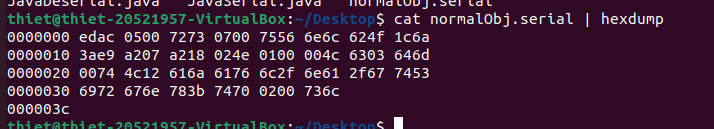 JavaDeserial.java   JavaSerial.java   normalObj.serial
thiet@thiet-20521957-VirtualBox:~/Desktop$ cat normalObj.serial | hexdump
0000000 edac 0500 7273 0700 7556 6e6c 624f 1c6a
0000010 3ae9 a207 a218 024e 0100 004c 6303 646d
0000020 0074 4c12 616a 6176 6c2f 6e61 2f67 7453
0000030 6972 676e 783b 7470 0200 736c
000003c
thiet@thiet-20521957-VirtualBox:~/Desktop$